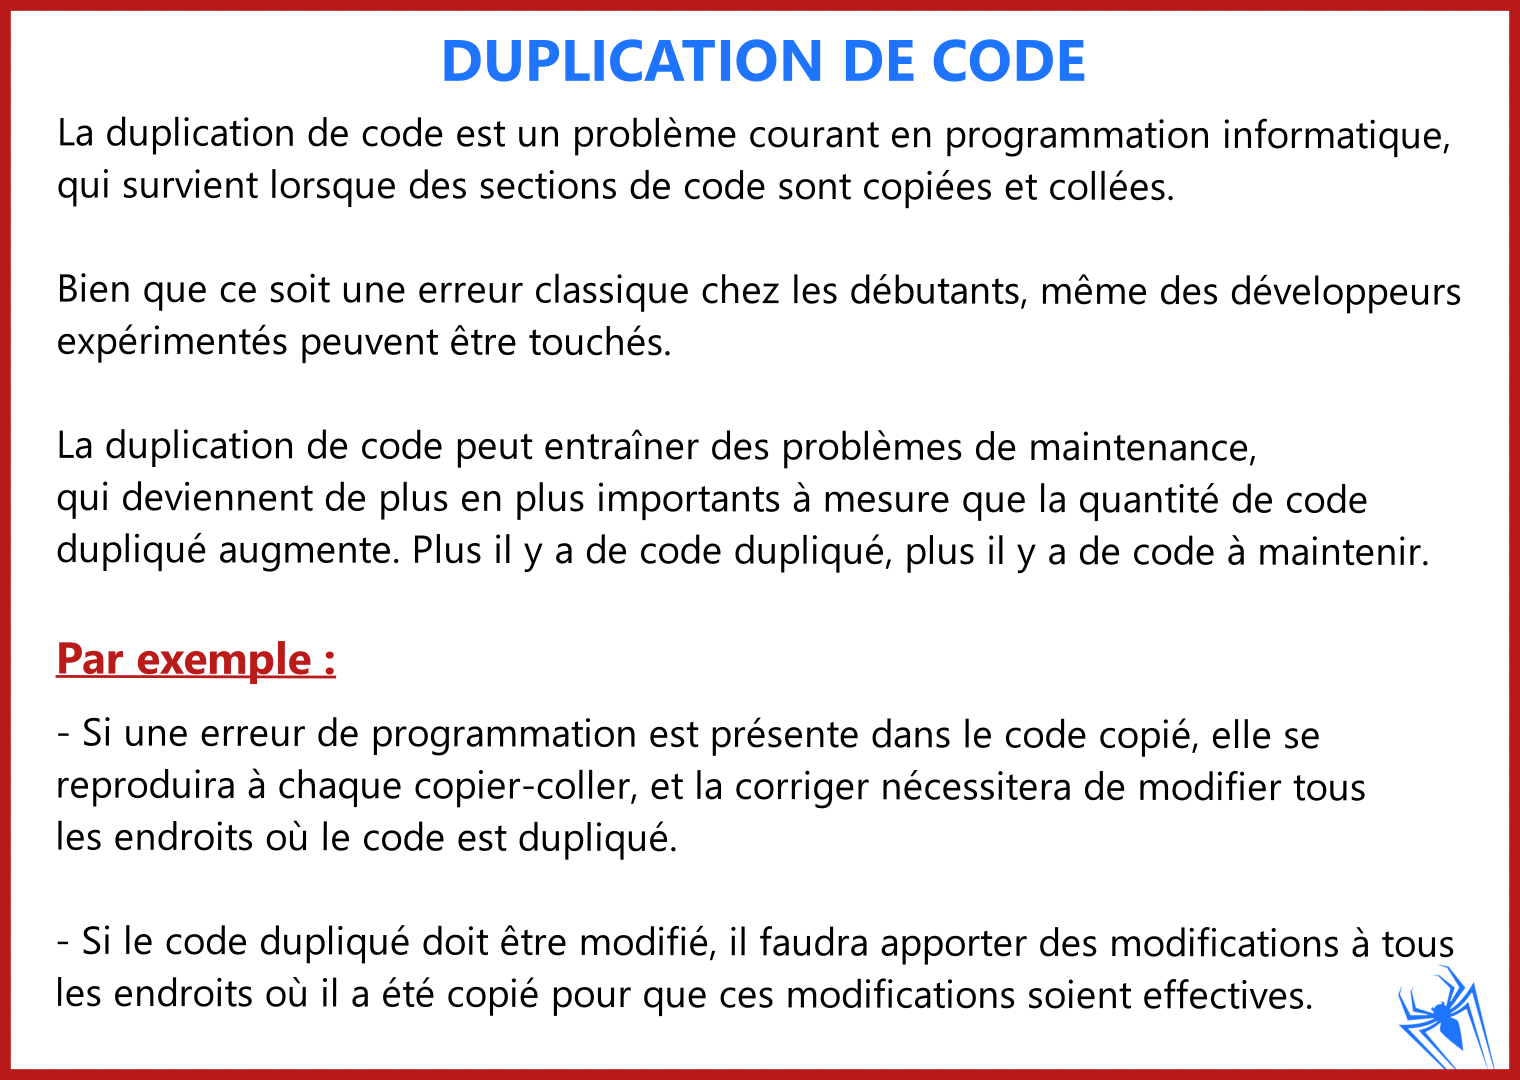 DUPLICATION DE CODE
La duplication de code est un problème courant en programmation informatique,
qui survient lorsque des sections de code sont copiées et collées.
Bien que ce soit une erreur classique chez les débutants, même des développeurs
expérimentés peuvent être touchés.
La duplication de code peut entraîner des problèmes de maintenance,
qui deviennent de plus en plus importants à mesure que la quantité de code
dupliqué augmente. Plus il y a de code dupliqué, plus il y a de code à maintenir.
Par exemple :
- Si une erreur de programmation est présente dans le code copié, elle se
reproduira à chaque copier-coller, et la corriger nécessitera de modifier tous
les endroits où le code est dupliqué.
- Si le code dupliqué doit être modifié, il faudra apporter des modifications à tous
les endroits où il a été copié pour que ces modifications soient effectives.